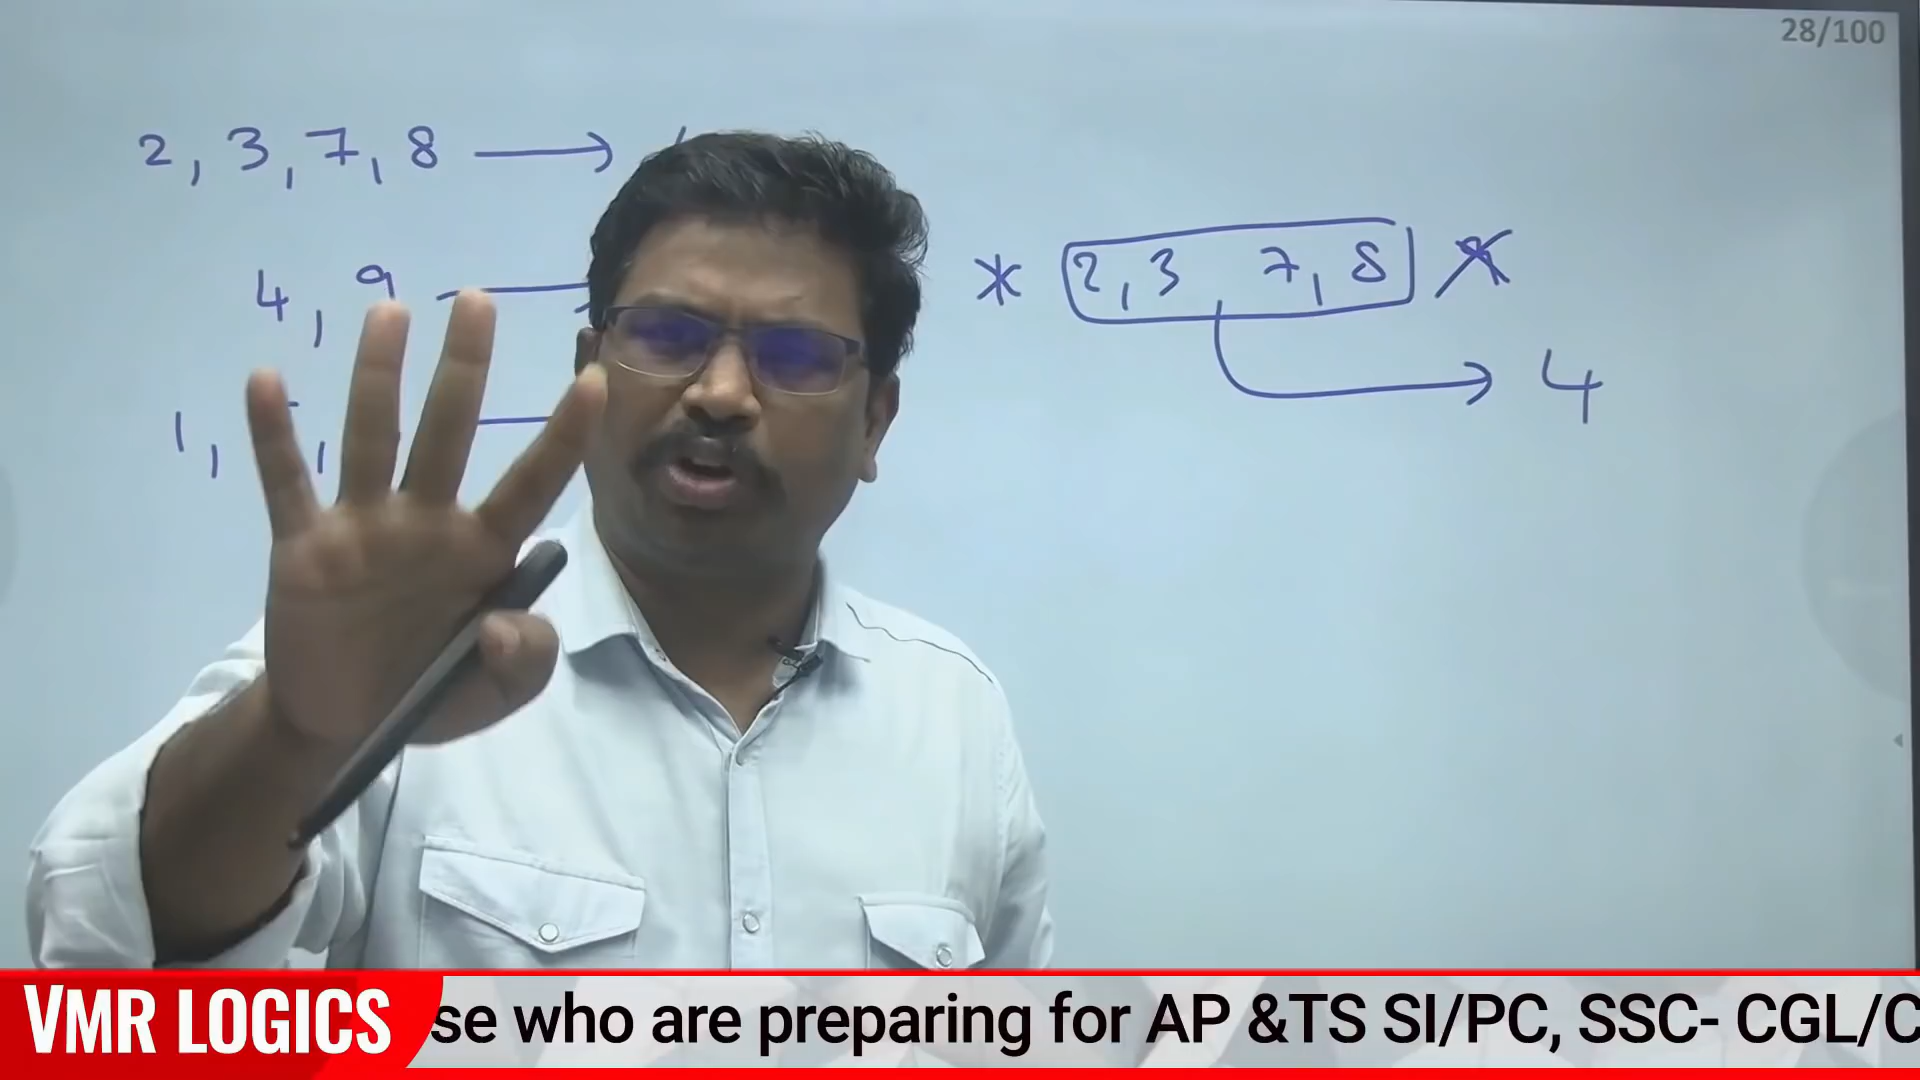 28/100
2, 3, 7, 8 →
4, 9
1,
* 2, 3, 7, 8
→ 4
VMR LOGICS
se who are preparing for AP &TS SI/PC, SSC- CGL/C